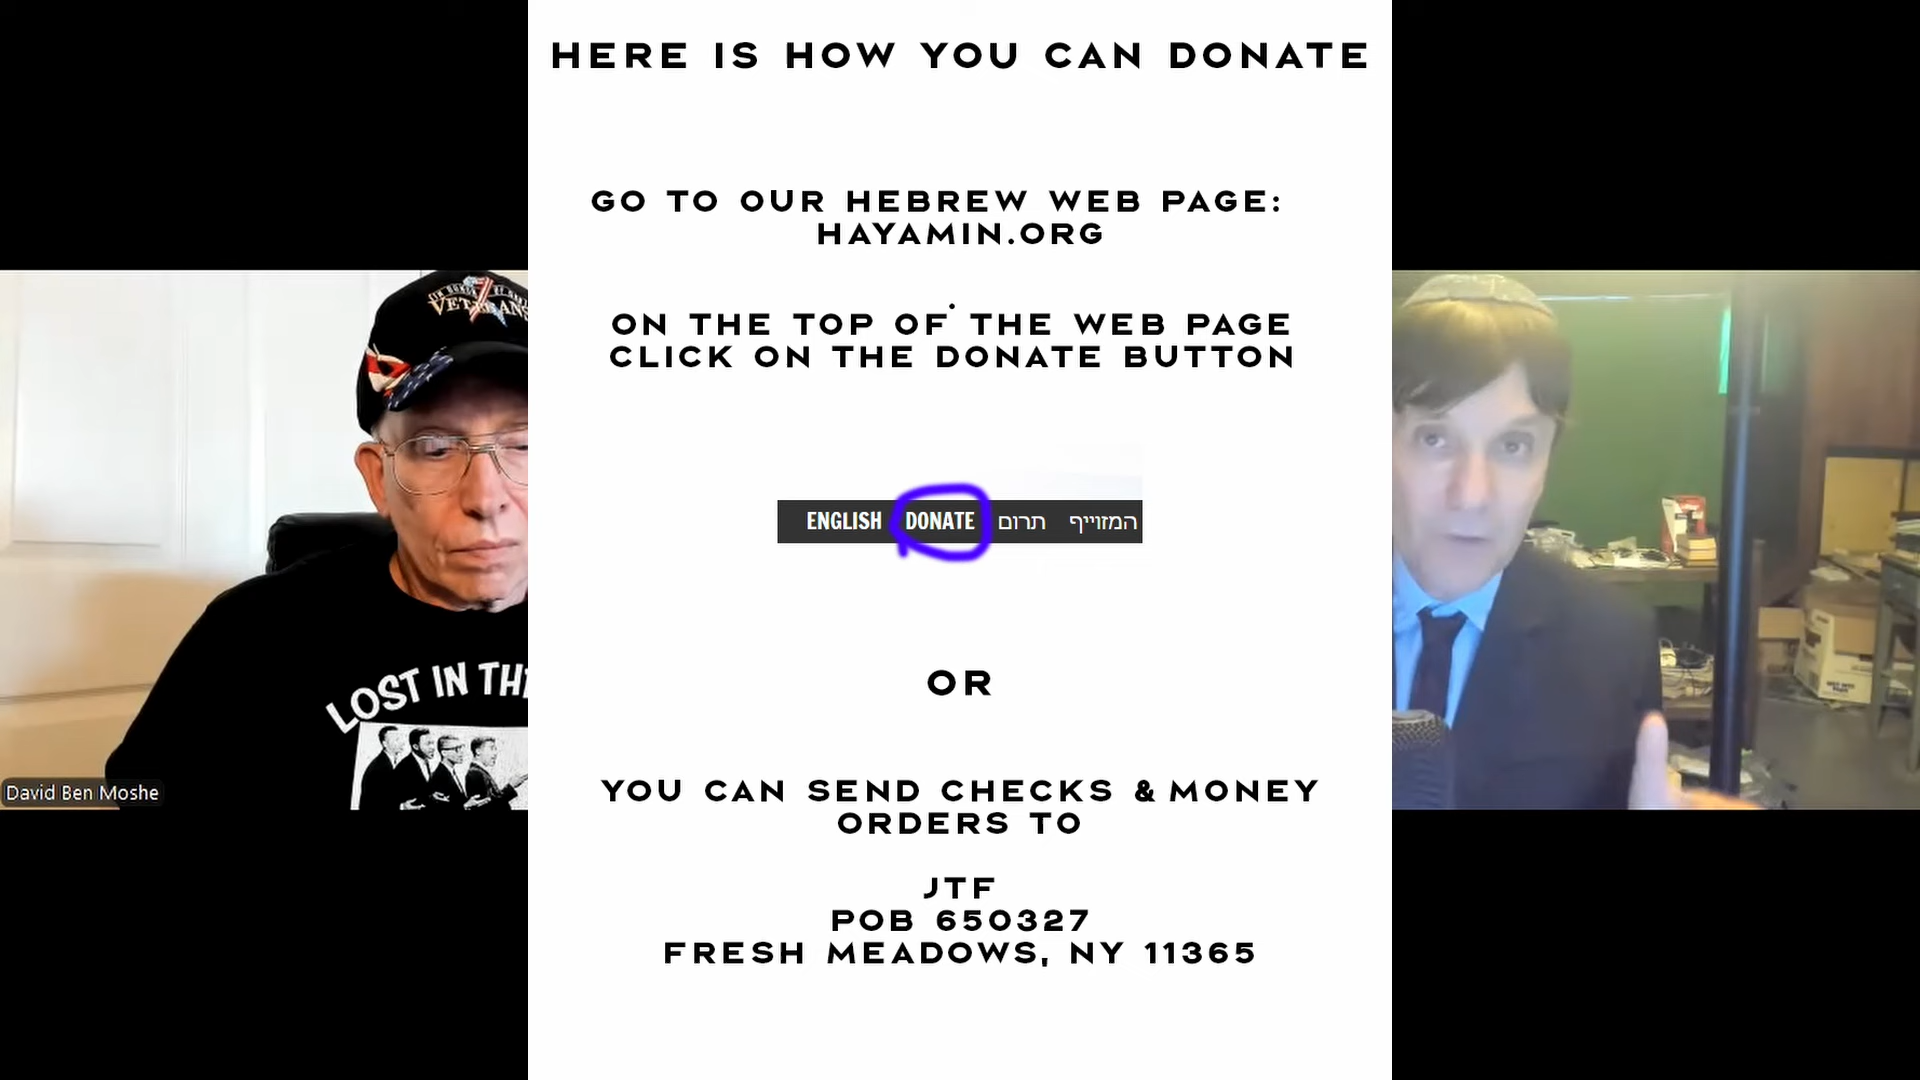 HERE IS HOW YOU CAN DONATE
GO TO OUR HEBREW WEB PAGE:
HAYAMIN.ORG
ON THE TOP OF THE WEB PAGE
CLICK ON THE DONATE BUTTON
ENGLISH DONATE תרום המזוייף
OR
YOU CAN SEND CHECKS & MONEY
ORDERS TO
JTF
POB 650327
FRESH MEADOWS, NY 11365
VETERANS
LOST IN THE
David Ben Moshe